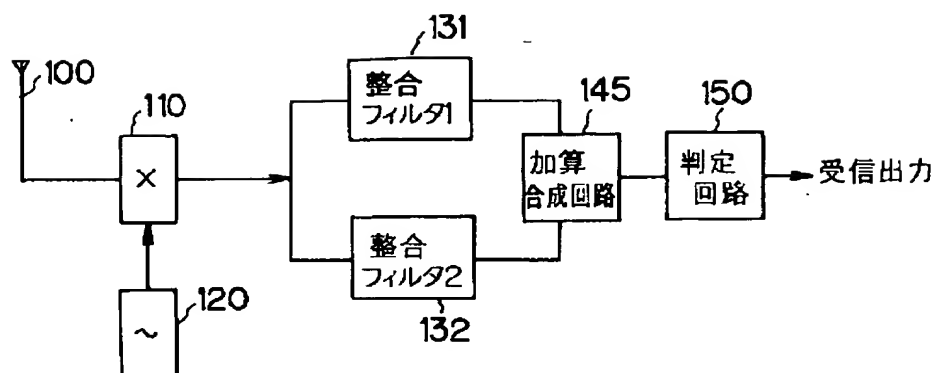 100
110
×
120
~
131
整合
フィルタ1
整合
フィルタ2
132
145
加算
合成回路
150
判定
回路
受信出力